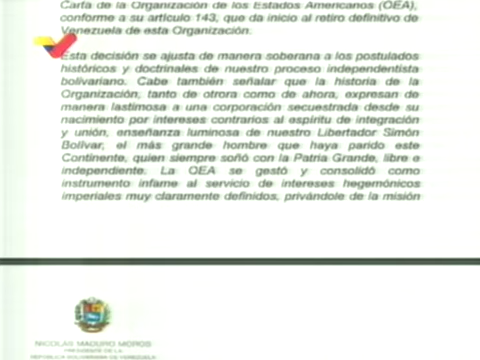 Carta de la Organización de los Estados Americanos (OEA),
conforme a su artículo 143, que da inicio al retiro definitivo de
Venezuela de esta Organización.
Esta decisión se ajusta de manera soberana a los postulados
históricos y doctrinales de nuestro proceso independentista
bolivariano. Cabe también señalar que la historia de la
Organización, tanto de otrora como de ahora, expresan de
manera lastimosa a una corporación secuestrada desde su
nacimiento por intereses contrarios al espíritu de integración
y unión, enseñanza luminosa de nuestro Libertador Simón
Bolívar, el más grande hombre que haya parido este
Continente, quien siempre soñó con la Patria Grande, libre e
independiente. La OEA se gestó y consolidó como
instrumento infame al servicio de intereses hegemónicos
imperiales muy claramente definidos, privándole de la misión
NICOLÁS MADURO MOROS
PRESIDENTE DE LA
REPÚBLICA BOLIVARIANA DE VENEZUELA